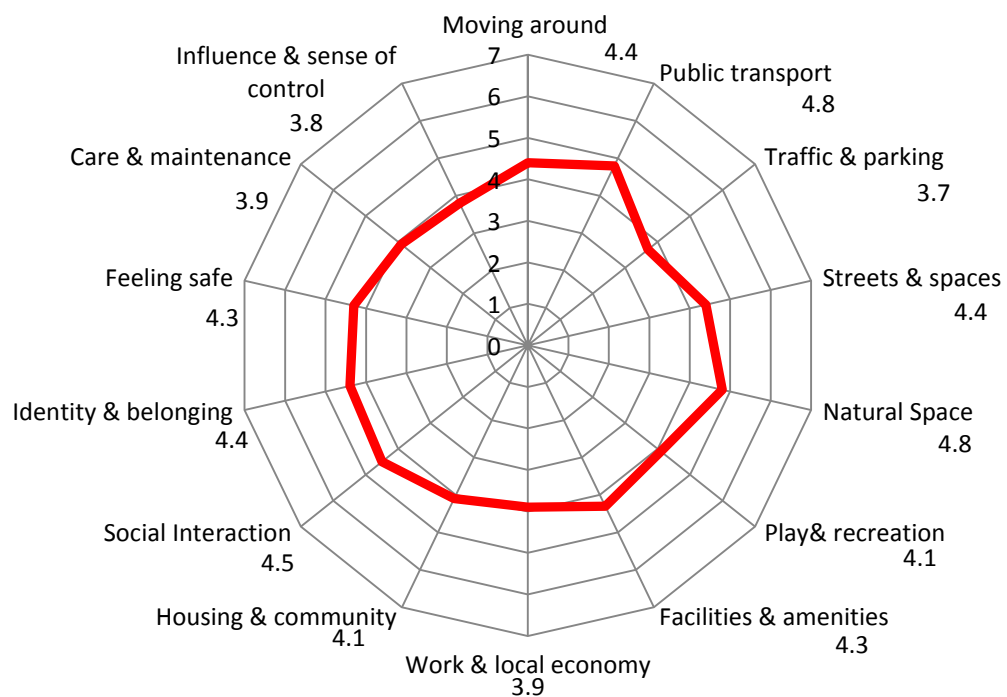 Moving around
4.4
Public transport
4.8
Traffic & parking
3.7
Streets & spaces
4.4
Natural Space
4.8
Play& recreation
4.1
Facilities & amenities
4.3
Work & local economy
3.9
Housing & community
4.1
Social Interaction
4.5
Identity & belonging
4.4
Feeling safe
4.3
Care & maintenance
3.9
Influence & sense of
control
3.8
7
6
5
4
3
2
1
0